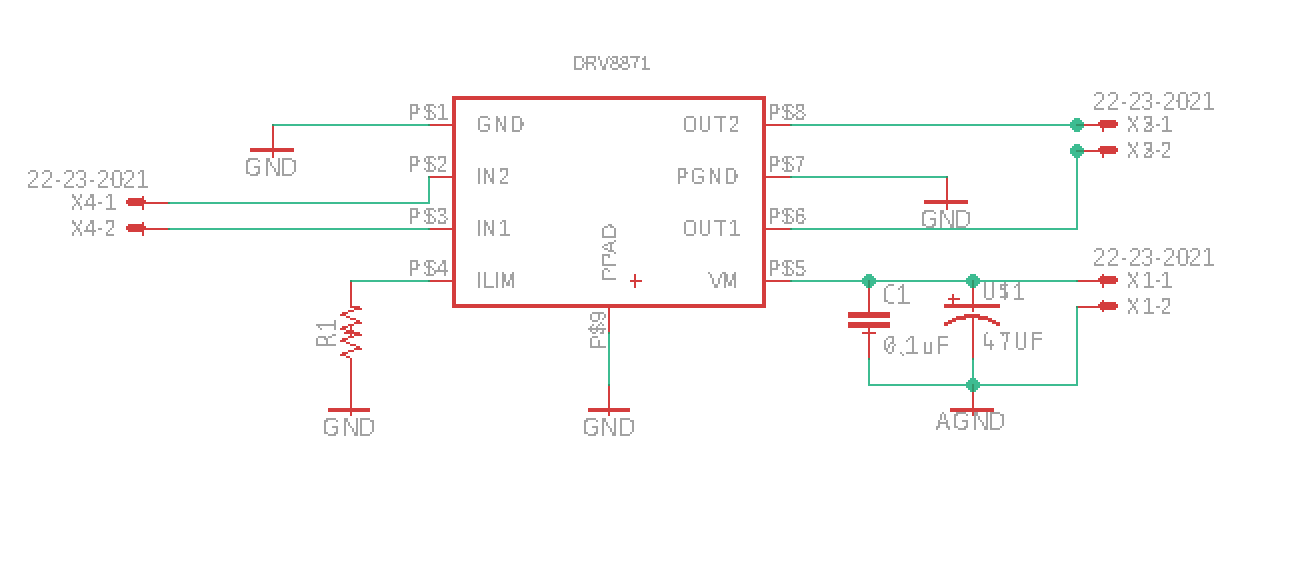 DRV8871
P$1 P$8 22-23-2021
GND OUT2 X3-1
X3-2
GND P$2 P$7
22-23-2021 IN2 PGND
X4-1 P$3 P$6 GND
X4-2 IN1 OUT1
PPAD
P$4 P$5 22-23-2021
ILIM VM X1-1
C1 U$1 X1-2
R1 P$9 0.1uF 47UF
GND GND AGND